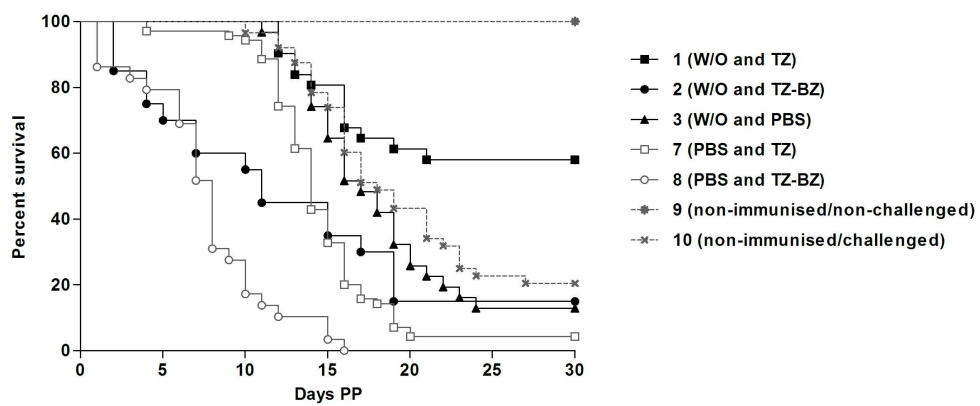 Percent survival
100
80
60
40
20
0
0 5 10 15 20 25 30
Days PP
1 (W/O and TZ)
2 (W/O and TZ-BZ)
3 (W/O and PBS)
7 (PBS and TZ)
8 (PBS and TZ-BZ)
9 (non-immunised/non-challenged)
10 (non-immunised/challenged)